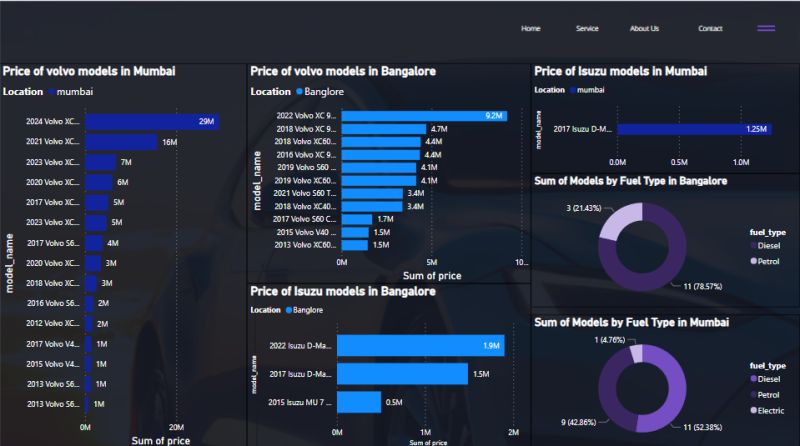 Home
Service
About Us
Contact
Price of volvo models in Mumbai
Location mumbai
model_name
2024 Volvo XC... 29M
2021 Volvo XC... 16M
2023 Volvo XC... 7M
2020 Volvo XC... 6M
2017 Volvo XC... 5M
2023 Volvo XC... 5M
2017 Volvo S6... 4M
2020 Volvo XC... 3M
2018 Volvo XC... 3M
2016 Volvo S6... 2M
2012 Volvo XC... 2M
2017 Volvo V4... 1M
2015 Volvo V4... 1M
2013 Volvo S6... 1M
2013 Volvo S6... 1M
0M 20M
Sum of price
Price of volvo models in Bangalore
Location Banglore
model_name
2022 Volvo XC 9... 9.2M
2018 Volvo XC 9... 4.7M
2018 Volvo XC60... 4.4M
2016 Volvo XC 9... 4.4M
2019 Volvo S60 ... 4.1M
2019 Volvo XC60... 4.1M
2021 Volvo S60 T... 3.4M
2018 Volvo XC40... 3.4M
2017 Volvo S60 C... 1.7M
2015 Volvo V40 ... 1.5M
2013 Volvo XC60... 1.5M
0M 5M 10...
Sum of price
Price of Isuzu models in Bangalore
Location Banglore
model_name
2022 Isuzu D-Ma... 1.9M
2017 Isuzu D-Ma... 1.5M
2015 Isuzu MU 7 ... 0.5M
0M 1M 2M
Sum of price
Price of Isuzu models in Mumbai
Location mumbai
model_name
2017 Isuzu D-M... 1.25M
0.0M 0.5M 1.0M
Sum of Models by Fuel Type in Bangalore
3 (21.43%)
11 (78.57%)
fuel_type
Diesel
Petrol
Sum of Models by Fuel Type in Mumbai
1 (4.76%)
9 (42.86%)
11 (52.38%)
fuel_type
Diesel
Petrol
Electric